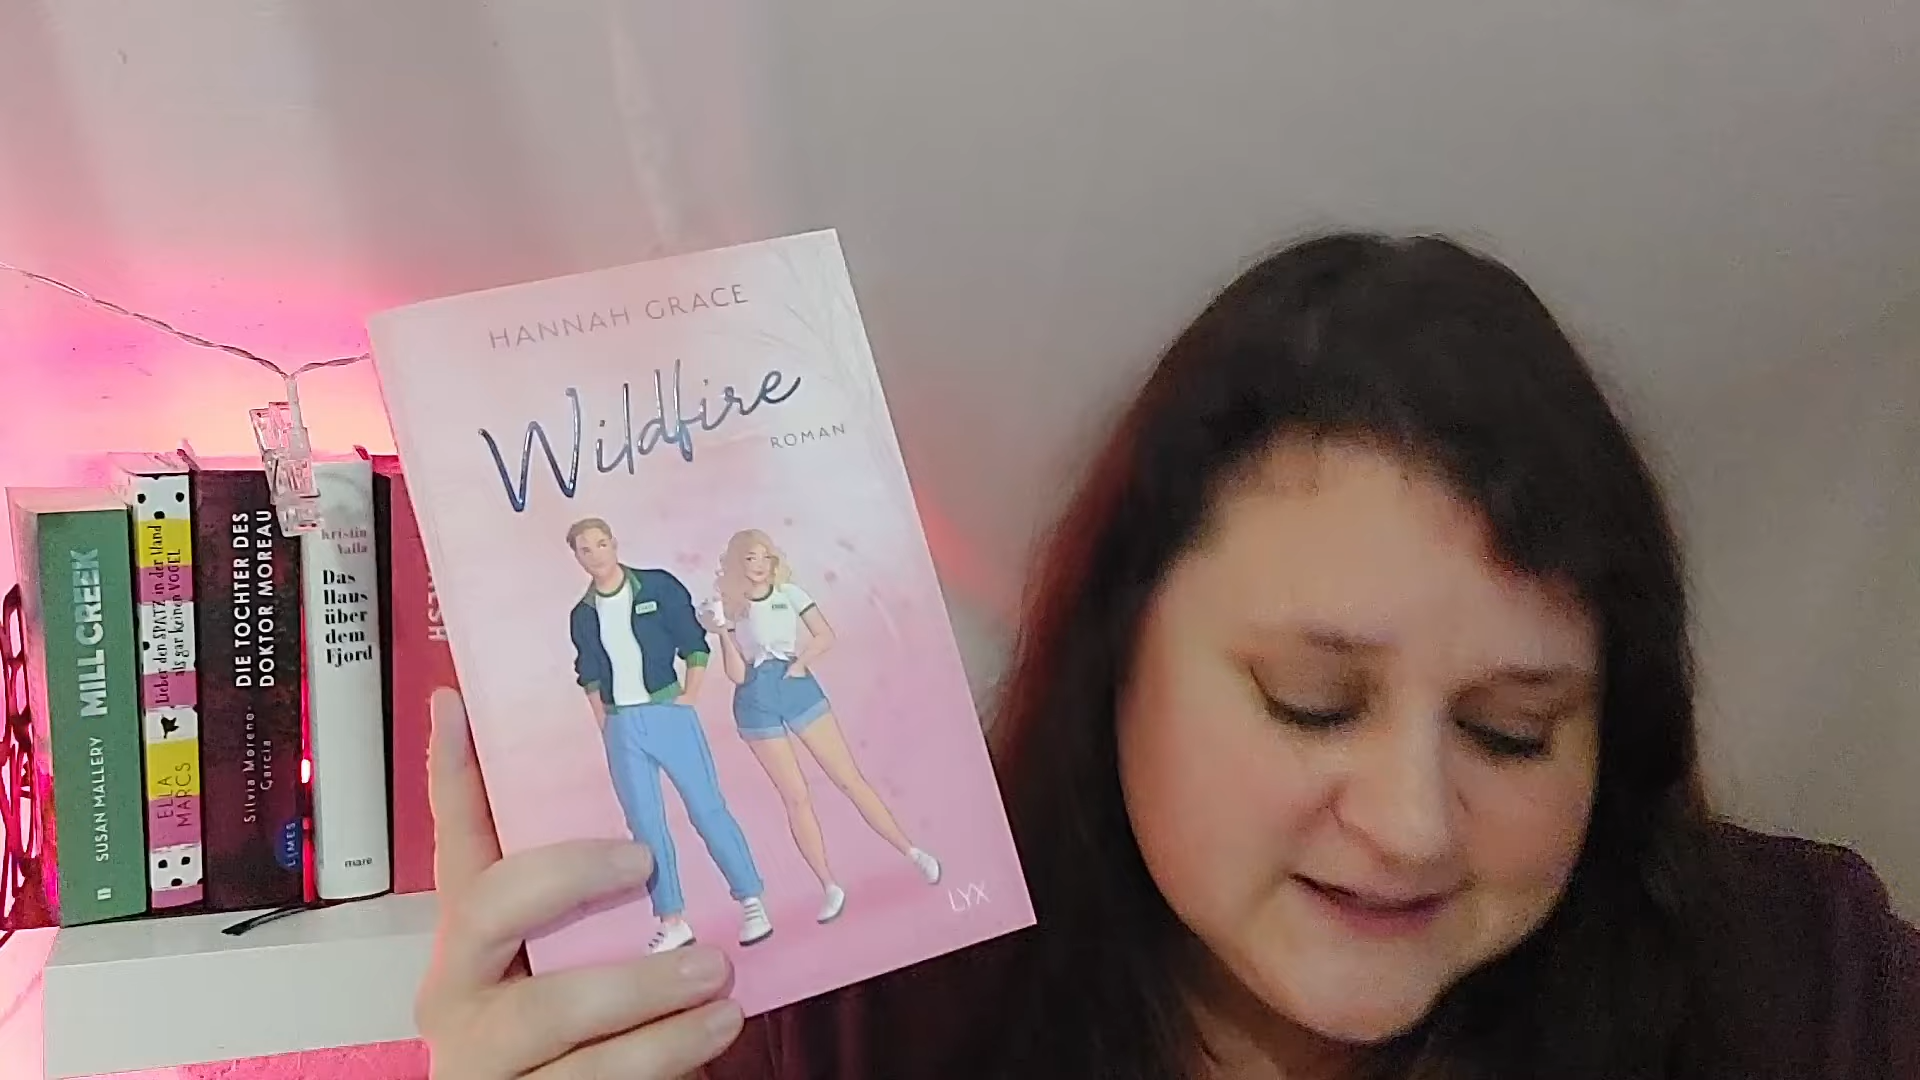 HANNAH GRACE
Wildfire
ROMAN
LYX
SUSAN MALLERY
MILL CREEK
ELLA MARCS
Lieber den SPATZ in der Hand
als gar keinen VOGEL
Silvia Moreno-
Garcia
DIE TOCHTER DES
DOKTOR MOREAU
LIMES
Kristin
Valla
Das
Haus
über
dem
Fjord
mare